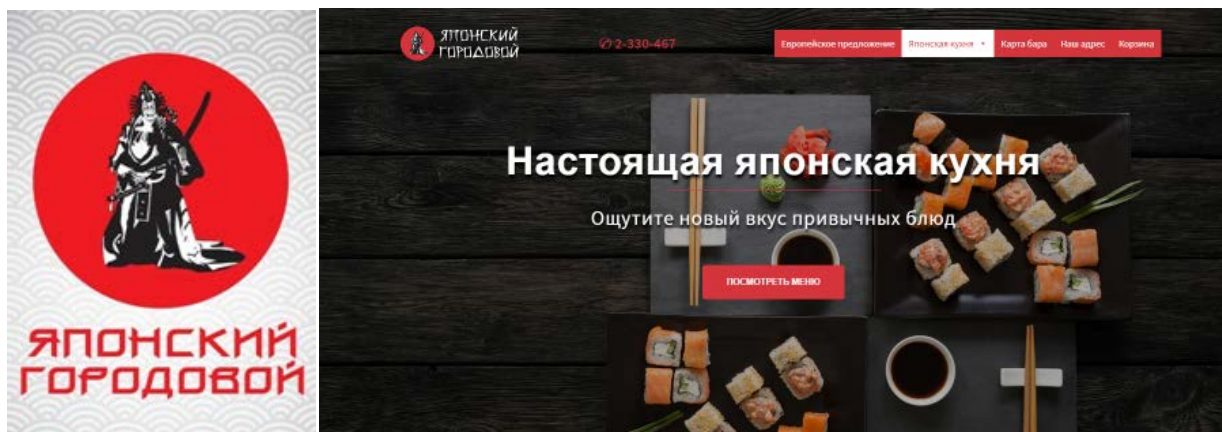 ЯПОНСКИЙ
ГОРОДОВОЙ
ЯПОНСКИЙ
ГОРОДОВОЙ
✆ 2-330-467
Европейское предложение Японская кухня Карта бара Наш адрес Корзина
Настоящая японская кухня
Ощутите новый вкус привычных блюд
ПОСМОТРЕТЬ МЕНЮ